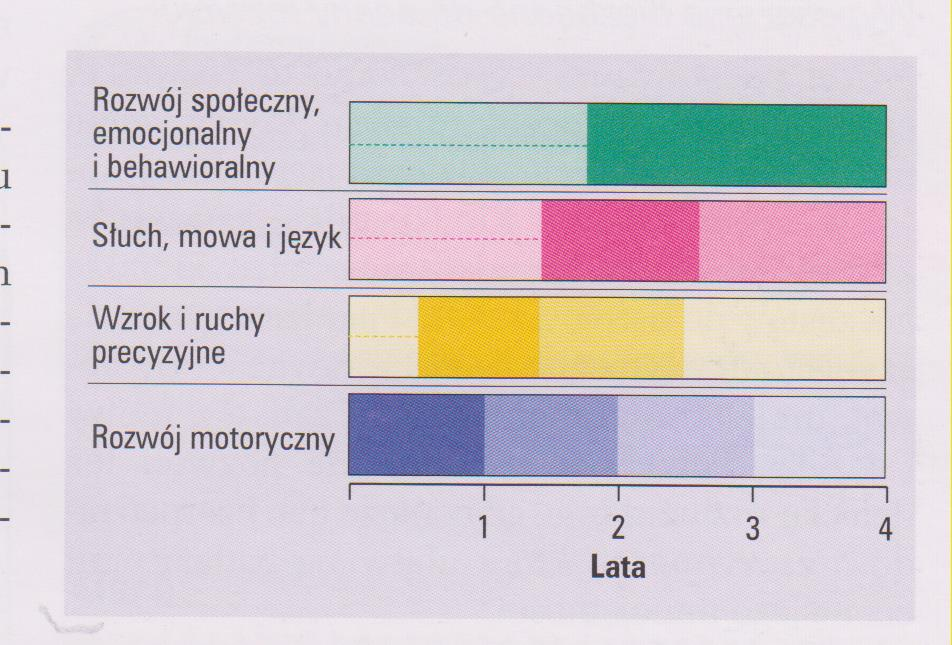 Rozwój społeczny,
emocjonalny
i behawioralny
Słuch, mowa i język
Wzrok i ruchy
precyzyjne
Rozwój motoryczny
1 2 3 4
Lata